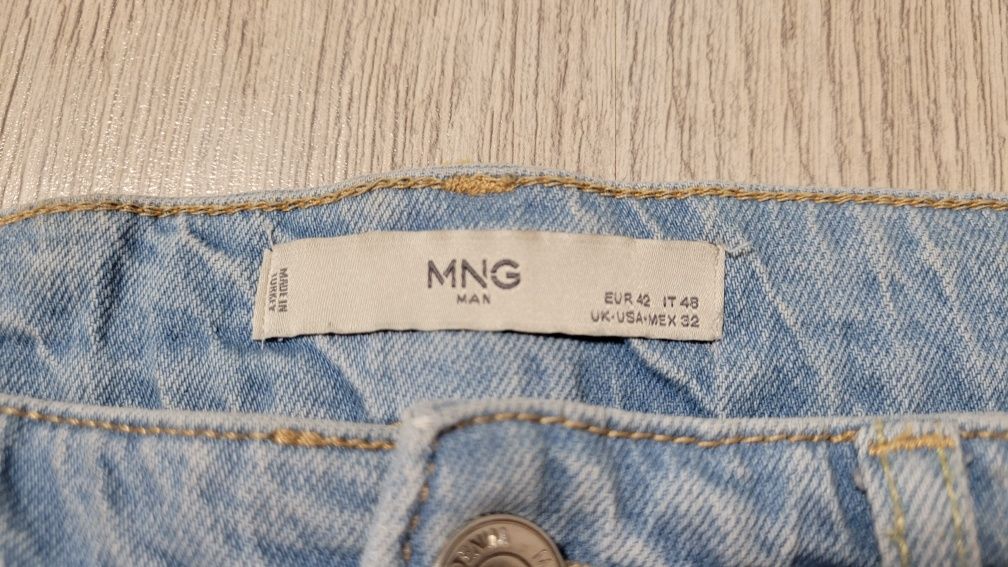 MADE IN
TURKEY
MNG
MAN
EUR 42 IT 48
UK•USA•MEX 32